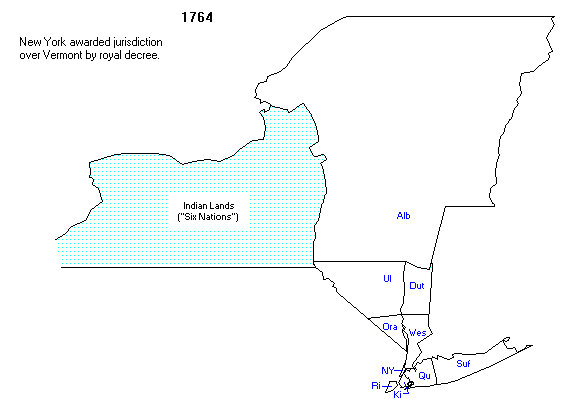 1764
New York awarded jurisdiction
over Vermont by royal decree.
Indian Lands
("Six Nations")
Alb
Ul
Dut
Ora
Wes
NY
Qu
Suf
Ri
Ki